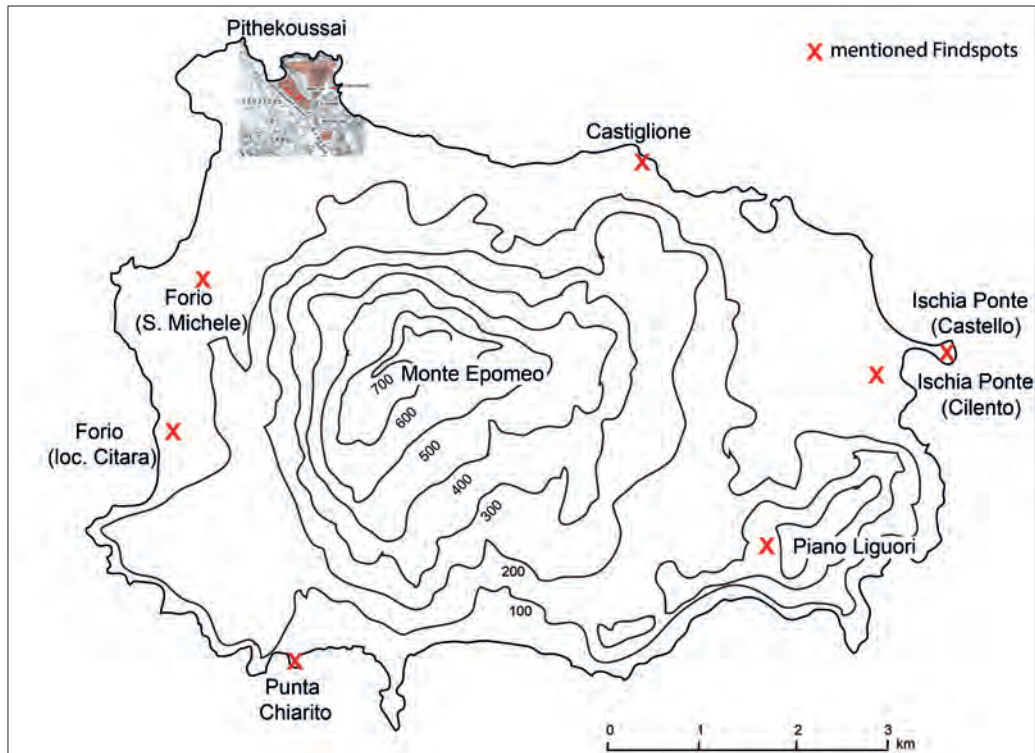 Pithekoussai
X mentioned Findspots
Castiglione
Forio
(S. Michele)
Ischia Ponte
(Castello)
Monte Epomeo
700
Ischia Ponte
(Cilento)
600
Forio
(loc. Citara)
500
400
300
Piano Liguori
200
100
Punta
Chiarito
0 1 2 3
km